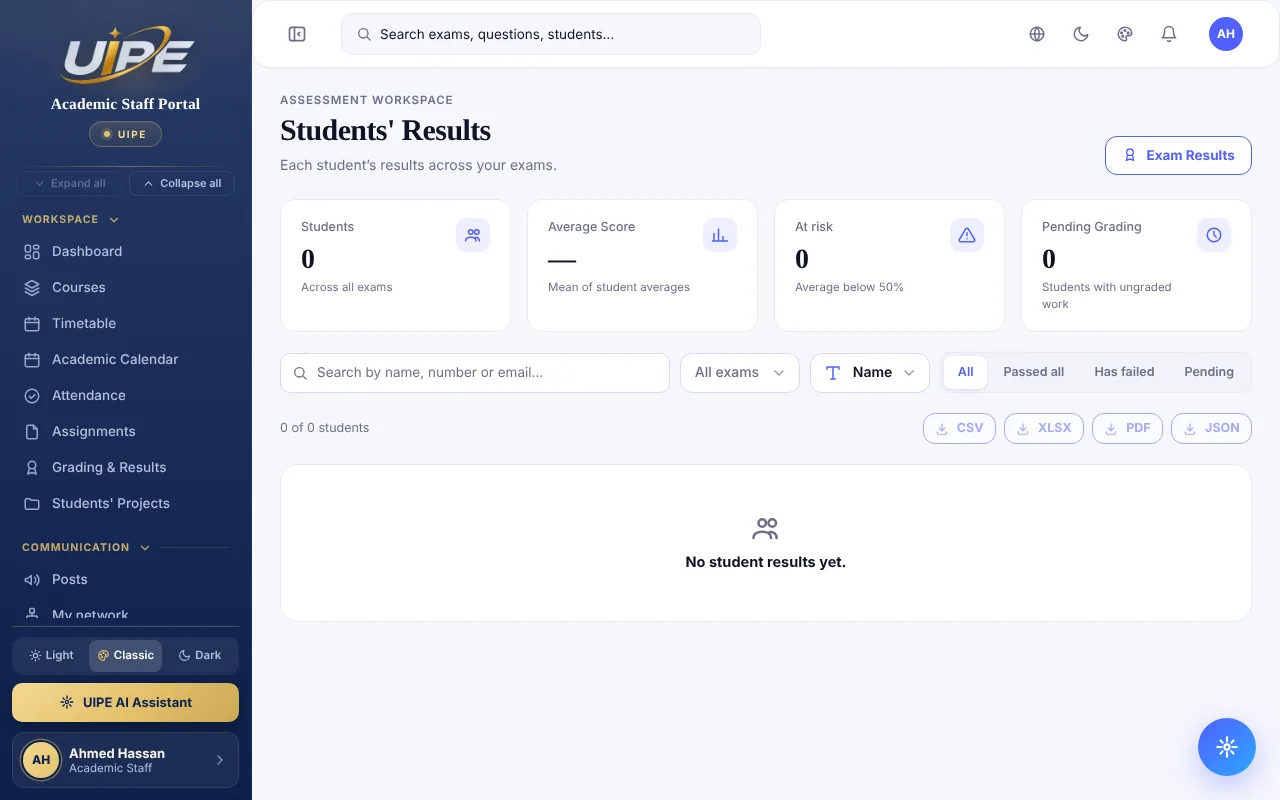 UIPE
Academic Staff Portal
UIPE
Expand all
Collapse all
WORKSPACE
Dashboard
Courses
Timetable
Academic Calendar
Attendance
Assignments
Grading & Results
Students' Projects
COMMUNICATION
Posts
My network
Light
Classic
Dark
UIPE AI Assistant
AH
Ahmed Hassan
Academic Staff
Search exams, questions, students...
AH
ASSESSMENT WORKSPACE
Students' Results
Each student’s results across your exams.
Exam Results
Students
0
Across all exams
Average Score
—
Mean of student averages
At risk
0
Average below 50%
Pending Grading
0
Students with ungraded
work
Search by name, number or email...
All exams
Name
All
Passed all
Has failed
Pending
0 of 0 students
CSV
XLSX
PDF
JSON
No student results yet.